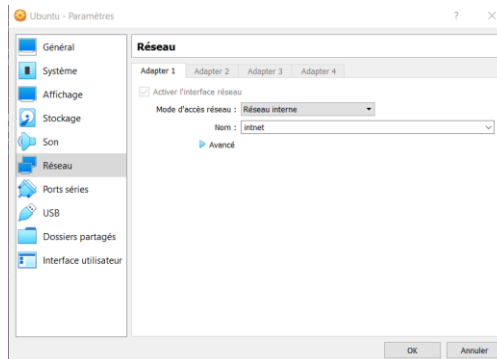 Ubuntu - Paramètres
?
Général
Système
Affichage
Stockage
Son
Réseau
Ports séries
USB
Dossiers partagés
Interface utilisateur
Réseau
Adapter 1 Adapter 2 Adapter 3 Adapter 4
Activer l'interface réseau
Mode d'accès réseau : Réseau interne
Nom : intnet
Avancé
OK Annuler